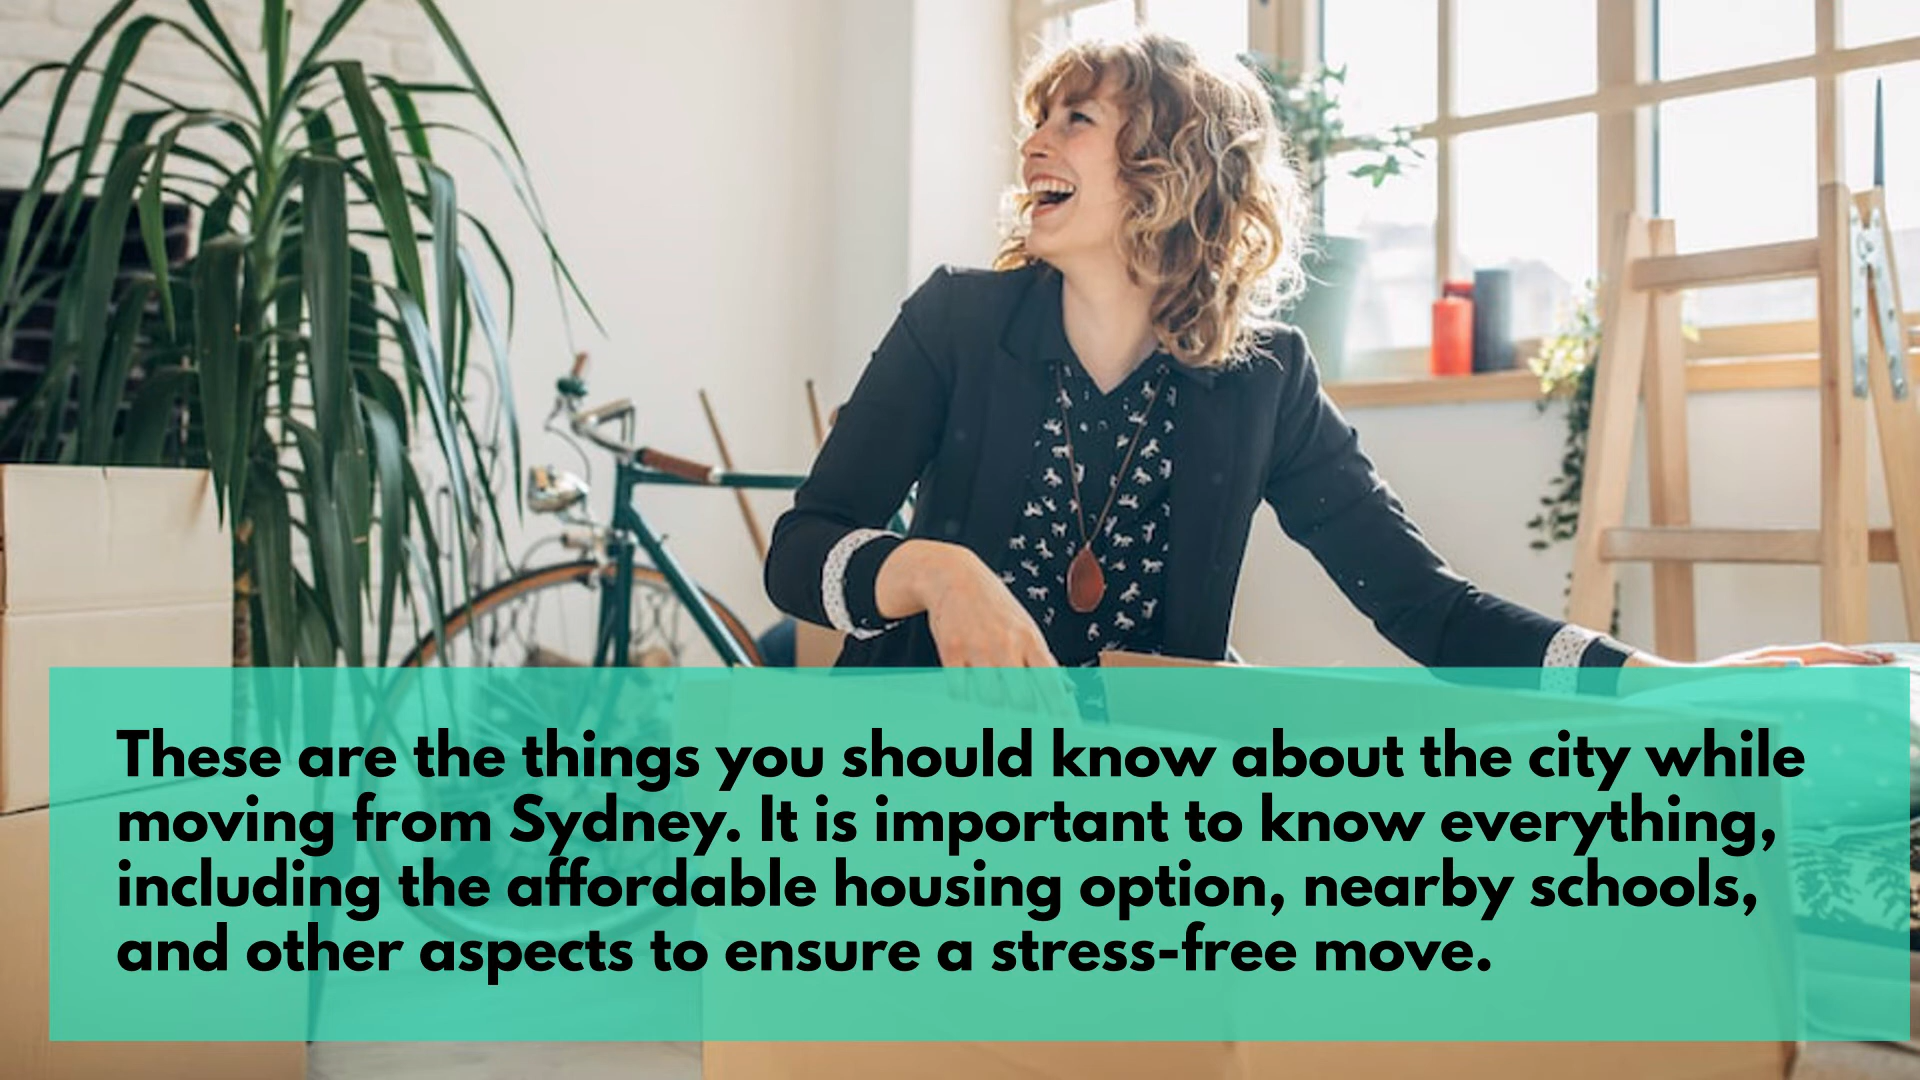 These are the things you should know about the city while
moving from Sydney. It is important to know everything,
including the affordable housing option, nearby schools,
and other aspects to ensure a stress-free move.